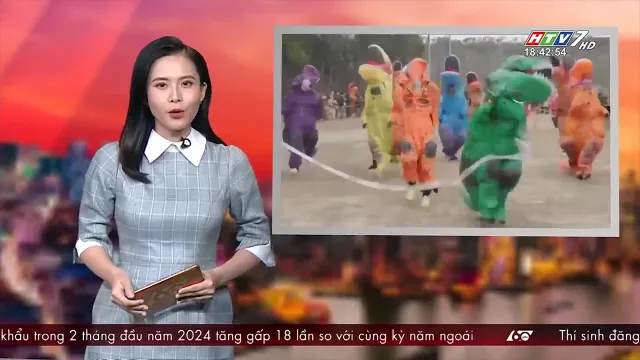 HTV7 HD
18:42:54
khẩu trong 2 tháng đầu năm 2024 tăng gấp 18 lần so với cùng kỳ năm ngoái 60 Thí sinh đăng